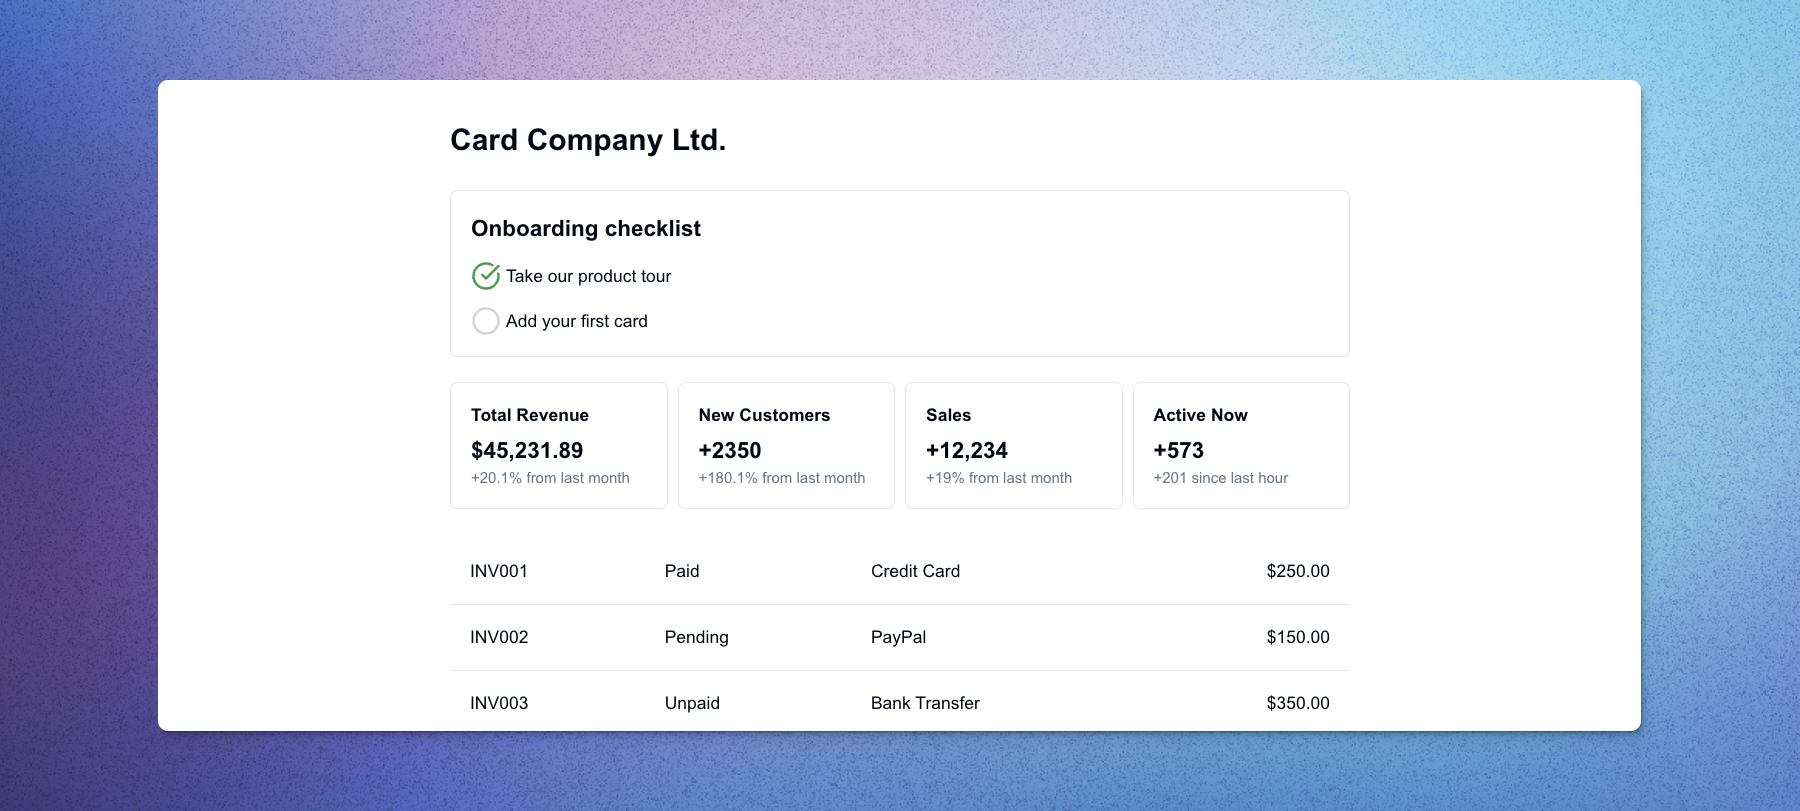 Card Company Ltd.
Onboarding checklist
Take our product tour
Add your first card
Total Revenue
$45,231.89
+20.1% from last month
New Customers
+2350
+180.1% from last month
Sales
+12,234
+19% from last month
Active Now
+573
+201 since last hour
INV001 Paid Credit Card $250.00
INV002 Pending PayPal $150.00
INV003 Unpaid Bank Transfer $350.00